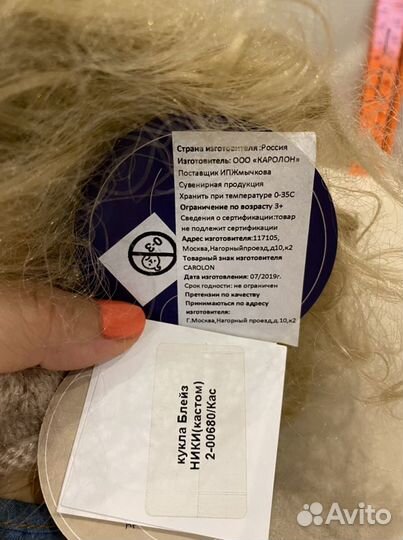 Страна изготовителя :Россия
Изготовитель: ООО «КАРОЛОН»
Поставщик ИПЖмычкова
Сувенирная продукция
Хранить при температуре 0-35С
Ограничение по возрасту 3+
Сведения о сертификации:товар
не подлежит сертификации
Адрес изготовителя:117105,
Москва,Нагорныйпроезд,д10,к2
Товарный знак изготовителя
CAROLON
Дата изготовления: 07/2019г.
Срок годности: не ограничен
Претензии по качеству
Принимаються по адресу
изготовителя:
Г.Москва,Нагорный проезд,д.10,к2
0-3
кукла Блейз
НИКИ(кастом)
2-00680/Кас
Avito